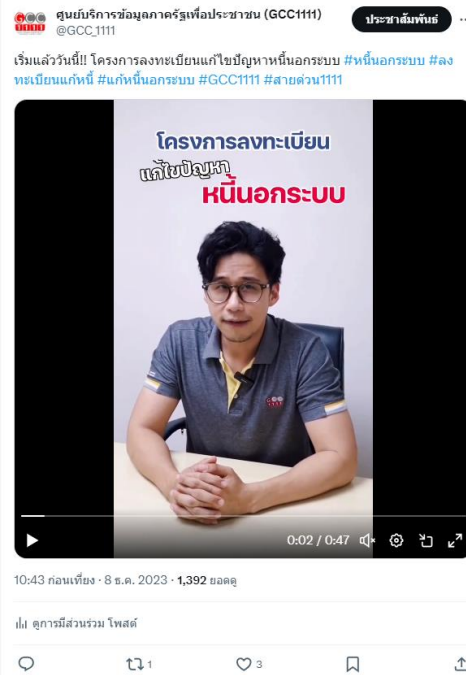 ศูนย์บริการข้อมูลภาครัฐเพื่อประชาชน (GCC1111)
@GCC_1111
ประชาสัมพันธ์
เริ่มแล้ววันนี้!! โครงการลงทะเบียนแก้ไขปัญหาหนี้นอกระบบ #หนี้นอกระบบ #ลง
ทะเบียนแก้หนี้ #แก้หนี้นอกระบบ #GCC1111 #สายด่วน1111
โครงการลงทะเบียน
แก้ไขปัญหา
หนี้นอกระบบ
0:02 / 0:47
10:43 ก่อนเที่ยง · 8 ธ.ค. 2023 · 1,392 ยอดดู
ดูการมีส่วนร่วม โพสต์
1
3